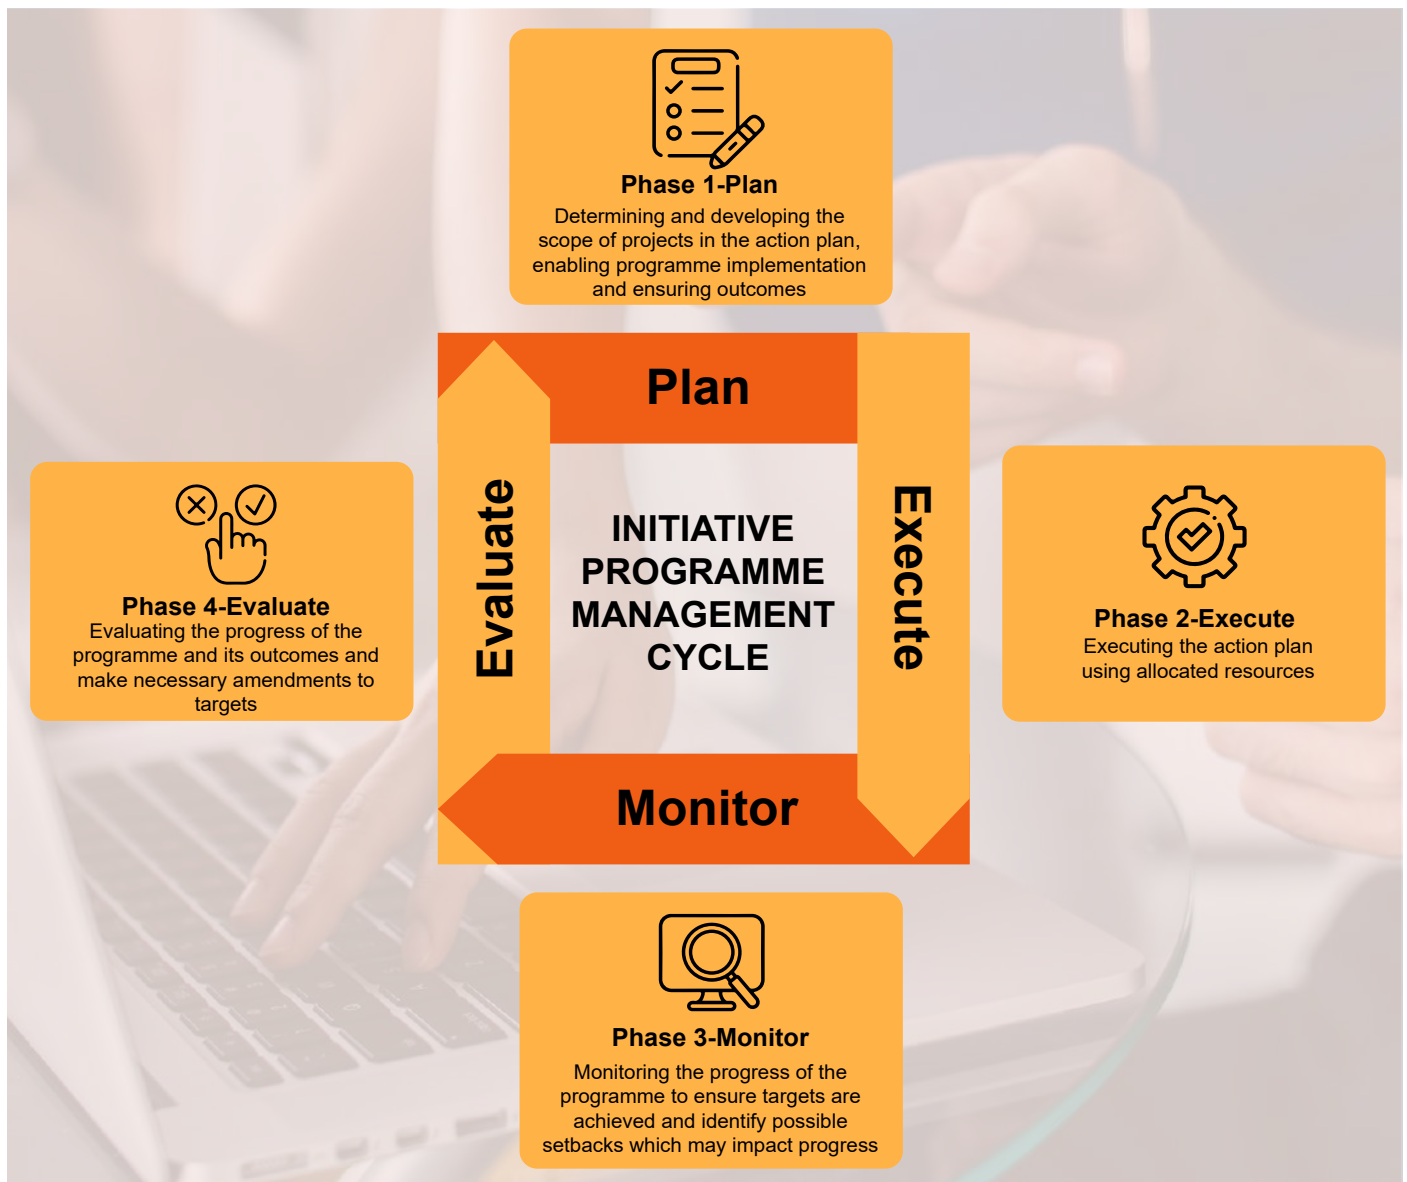 Phase 1-Plan
Determining and developing the
scope of projects in the action plan,
enabling programme implementation
and ensuring outcomes
Plan
Execute
Monitor
Evaluate
INITIATIVE
PROGRAMME
MANAGEMENT
CYCLE
Phase 2-Execute
Executing the action plan
using allocated resources
Phase 3-Monitor
Monitoring the progress of the
programme to ensure targets are
achieved and identify possible
setbacks which may impact progress
Phase 4-Evaluate
Evaluating the progress of the
programme and its outcomes and
make necessary amendments to
targets